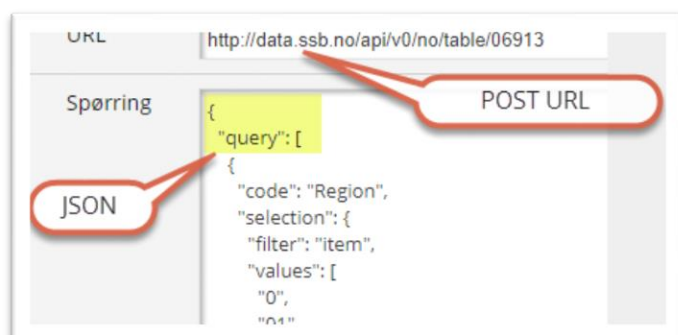 URL
http://data.ssb.no/api/v0/no/table/06913
POST URL
Spørring
{
"query": [
{
JSON
"code": "Region",
"selection": {
"filter": "item",
"values": [
"0",
"01"